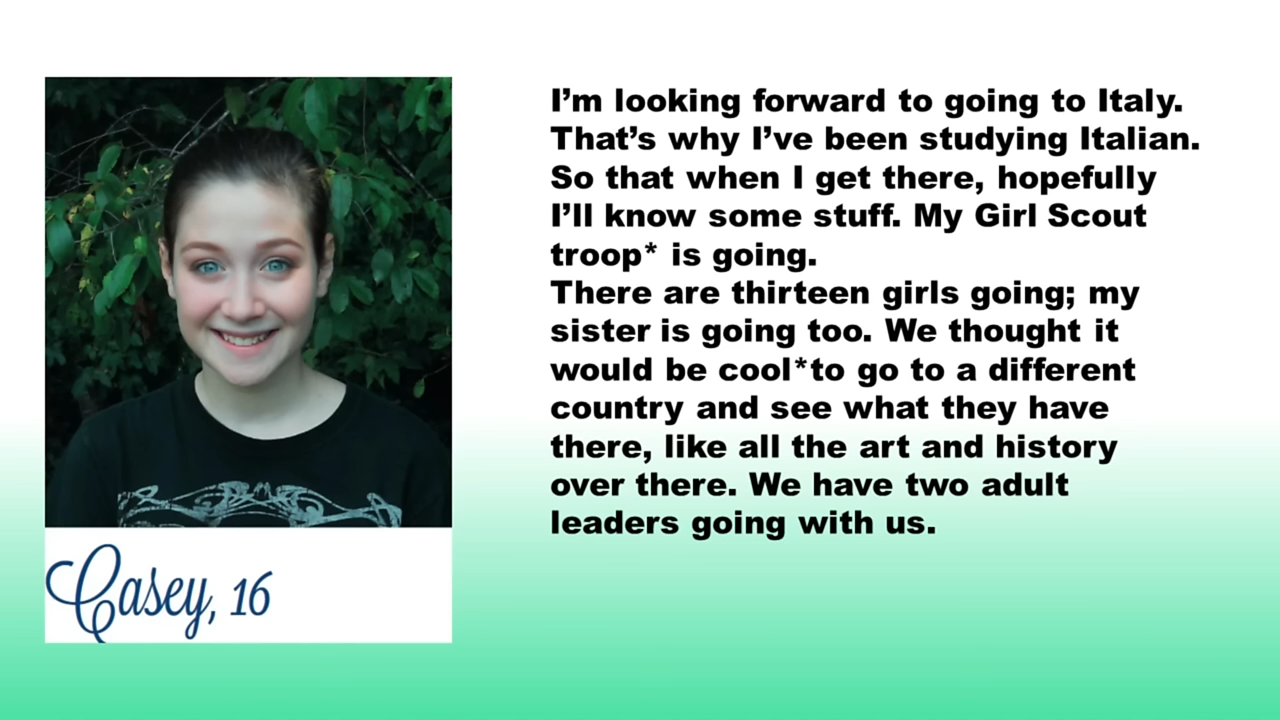 I’m looking forward to going to Italy.
That’s why I’ve been studying Italian.
So that when I get there, hopefully
I’ll know some stuff. My Girl Scout
troop* is going.
There are thirteen girls going; my
sister is going too. We thought it
would be cool*to go to a different
country and see what they have
there, like all the art and history
over there. We have two adult
leaders going with us.
Casey, 16